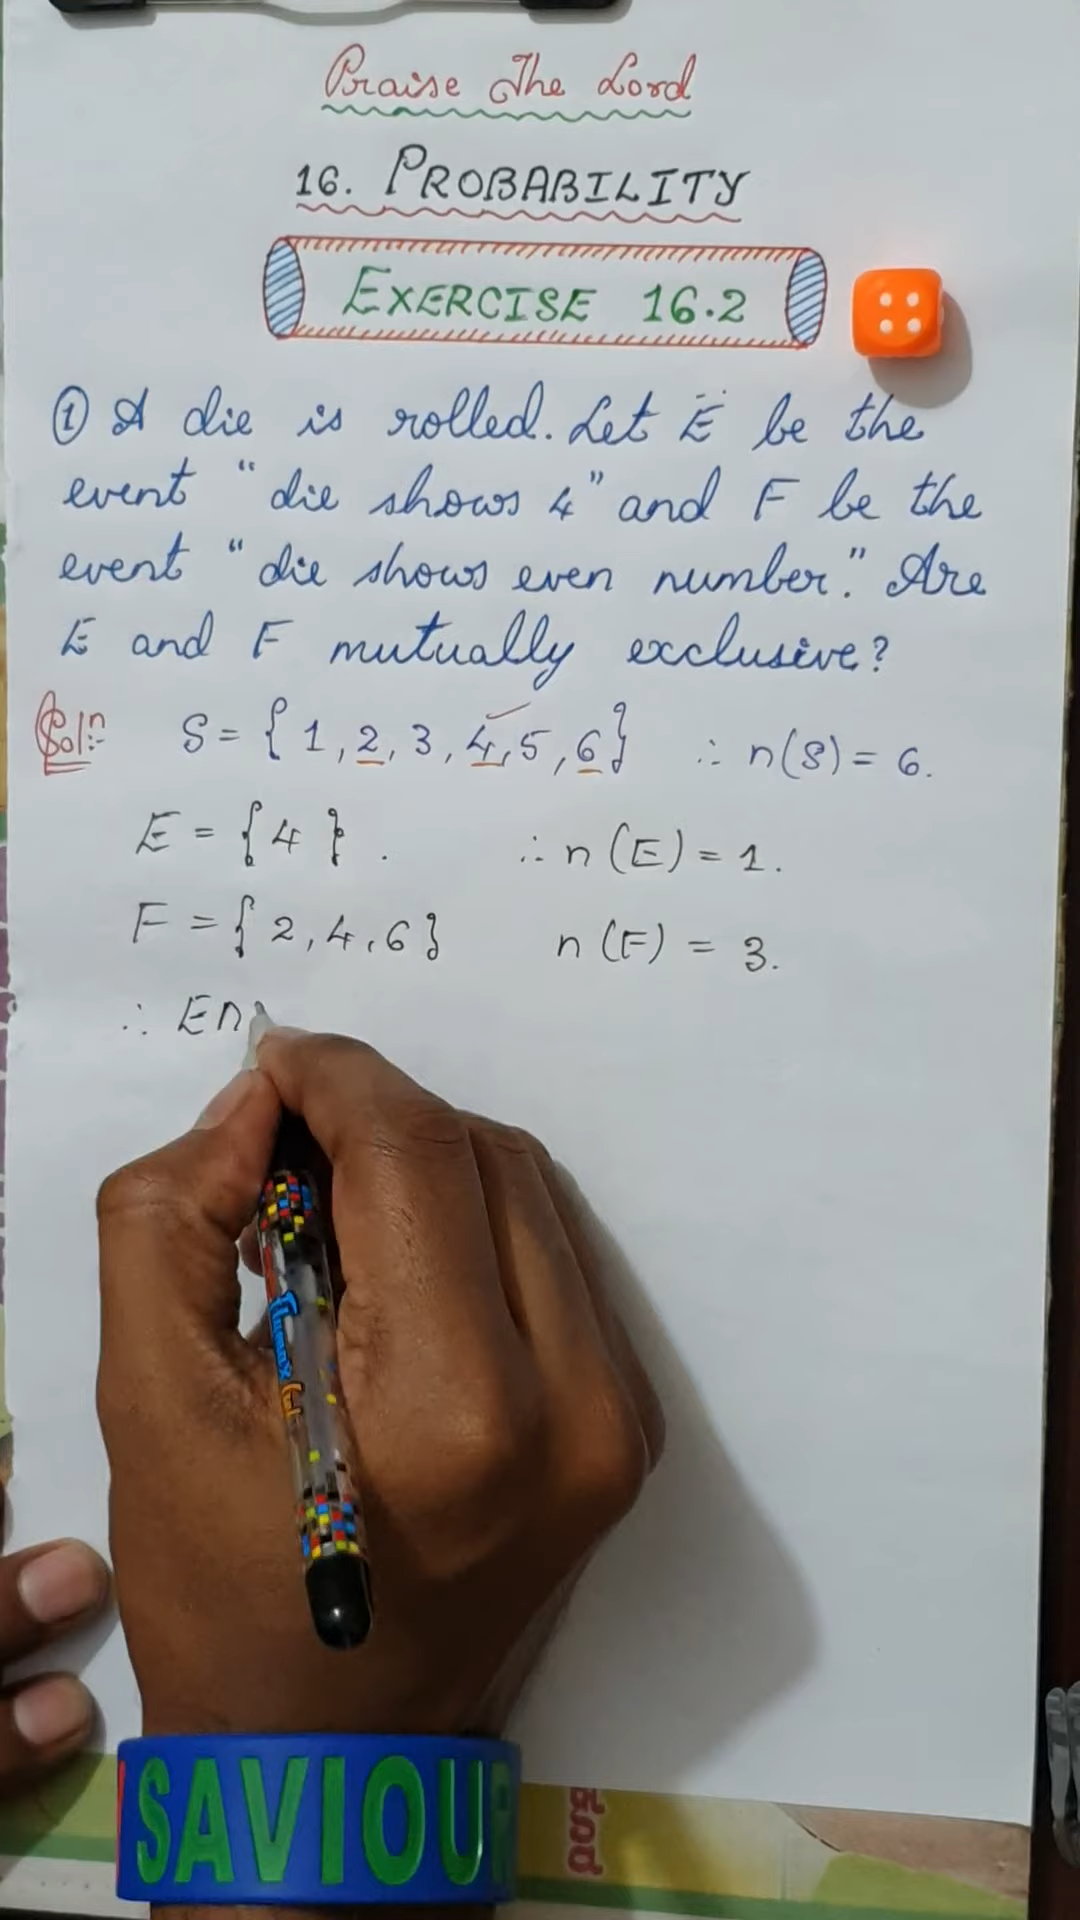 Praise The Lord
16. PROBABILITY
EXERCISE 16.2
① A die is rolled. Let E be the
event "die shows 4" and F be the
event "die shows even number." Are
E and F mutually exclusive?
Soln:- S = { 1, 2, 3, 4, 5, 6} ∴ n(S) = 6.
E = {4}. ∴ n(E) = 1.
F = {2, 4, 6} n(F) = 3.
∴ E∩
SAVIOUR